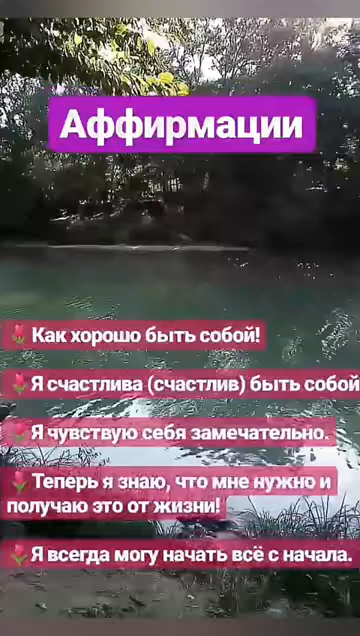 Аффирмации
🌷Как хорошо быть собой!
🌷Я счастлива (счастлив) быть собой
🌷Я чувствую себя замечательно.
🌷Теперь я знаю, что мне нужно и
получаю это от жизни!
🌷Я всегда могу начать всё с начала.